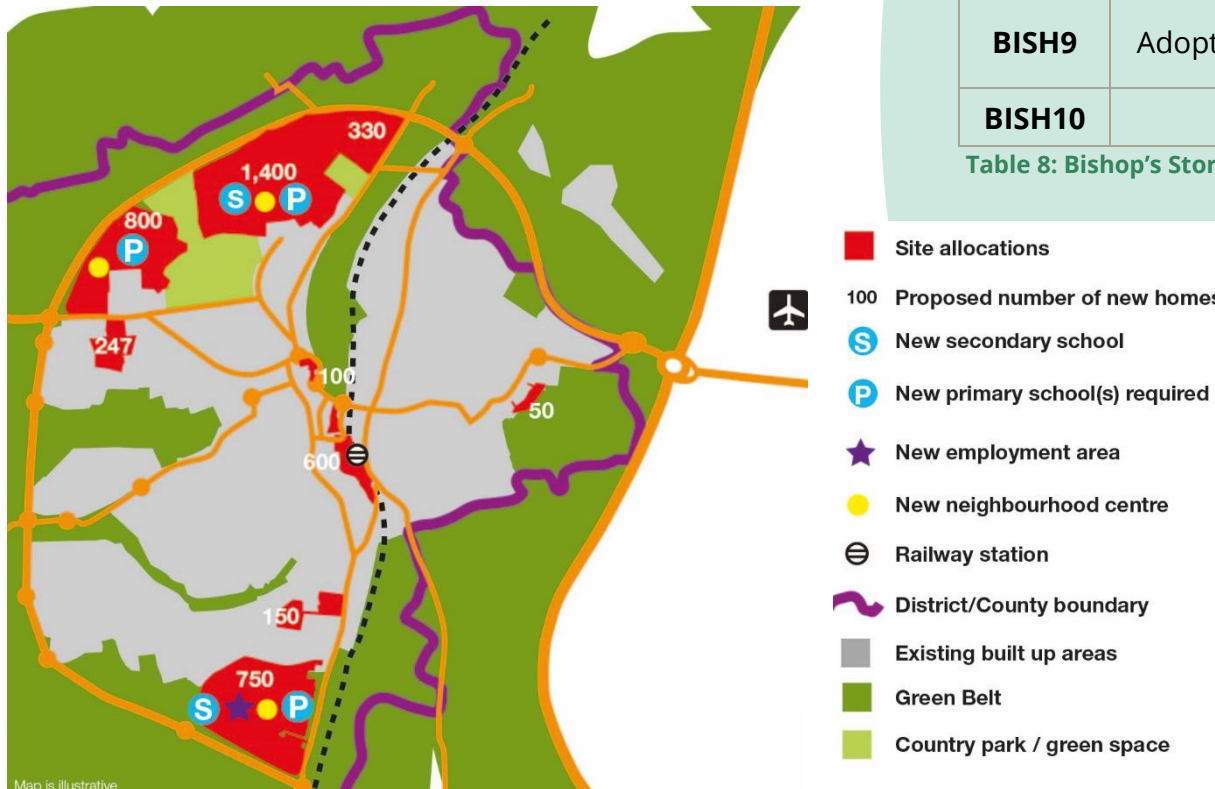 330
1,400
S P
800
P
247
100
50
600
150
750
S P
Map is illustrative
BISH9 Adopt
BISH10
Table 8: Bishop's Stor
Site allocations
100 Proposed number of new homes
S New secondary school
P New primary school(s) required
New employment area
New neighbourhood centre
Railway station
District/County boundary
Existing built up areas
Green Belt
Country park / green space